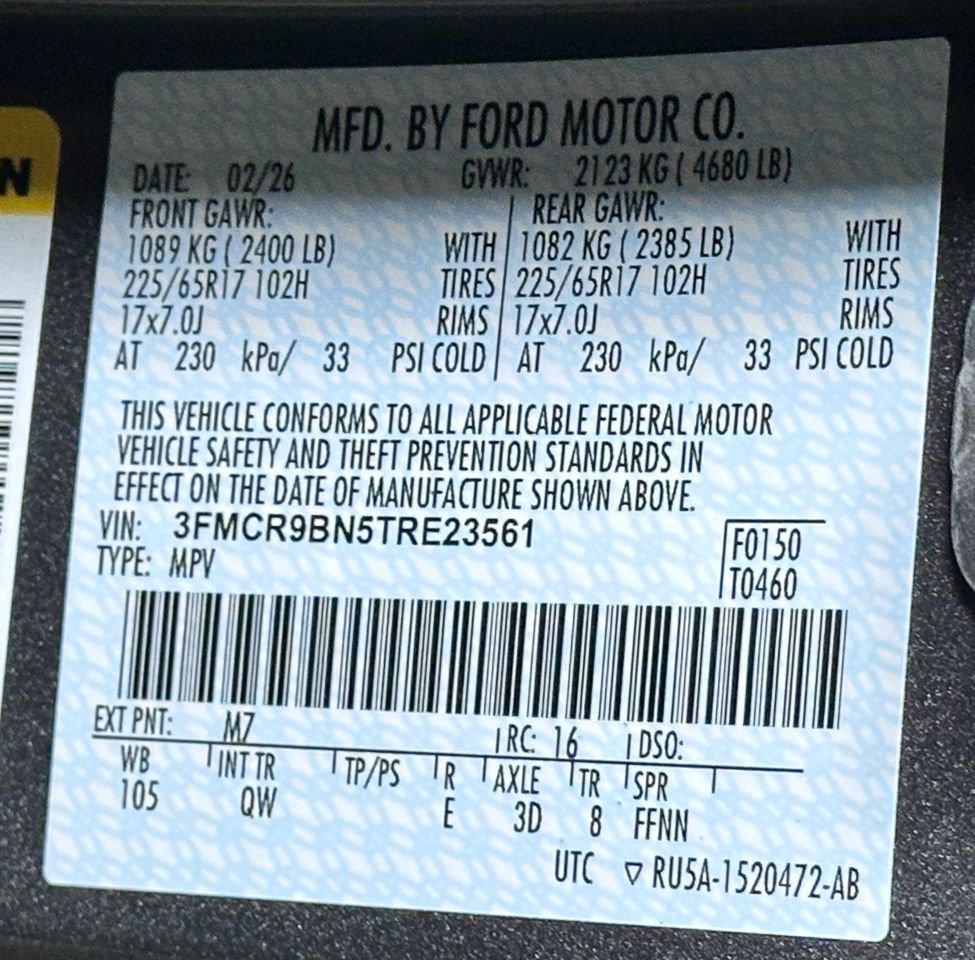 N
MFD. BY FORD MOTOR CO.
DATE: 02/26 GVWR: 2123 KG ( 4680 LB)
FRONT GAWR: REAR GAWR:
1089 KG ( 2400 LB) WITH 1082 KG ( 2385 LB) WITH
225/65R17 102H TIRES 225/65R17 102H TIRES
17x7.0J RIMS 17x7.0J RIMS
AT 230 kPa/ 33 PSI COLD AT 230 kPa/ 33 PSI COLD
THIS VEHICLE CONFORMS TO ALL APPLICABLE FEDERAL MOTOR
VEHICLE SAFETY AND THEFT PREVENTION STANDARDS IN
EFFECT ON THE DATE OF MANUFACTURE SHOWN ABOVE.
VIN: 3FMCR9BN5TRE23561 F0150
TYPE: MPV T0460
EXT PNT: M7 RC: 16 DSO:
WB INT TR TP/PS R AXLE TR SPR
105 QW E 3D 8 FFNN
UTC ▽ RU5A-1520472-AB